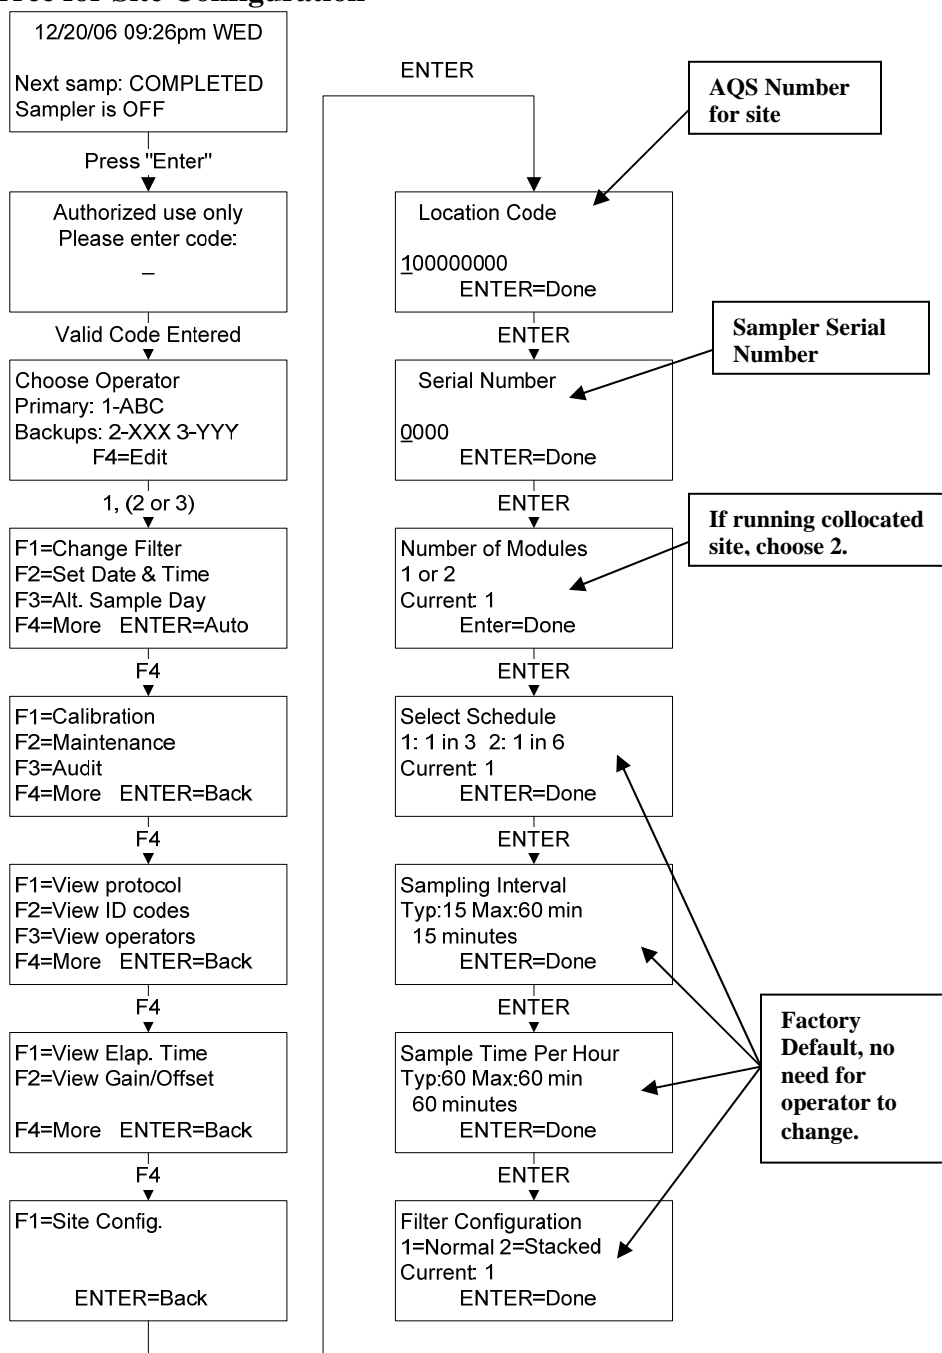 Tree for Site Configuration
12/20/06 09:26pm WED
Next samp: COMPLETED
Sampler is OFF
Press "Enter"
Authorized use only
Please enter code:
_
Valid Code Entered
Choose Operator
Primary: 1-ABC
Backups: 2-XXX 3-YYY
F4=Edit
1, (2 or 3)
F1=Change Filter
F2=Set Date & Time
F3=Alt. Sample Day
F4=More ENTER=Auto
F4
F1=Calibration
F2=Maintenance
F3=Audit
F4=More ENTER=Back
F4
F1=View protocol
F2=View ID codes
F3=View operators
F4=More ENTER=Back
F4
F1=View Elap. Time
F2=View Gain/Offset
F4=More ENTER=Back
F4
F1=Site Config.
ENTER=Back
ENTER
Location Code
100000000
ENTER=Done
ENTER
Serial Number
0000
ENTER=Done
ENTER
Number of Modules
1 or 2
Current: 1
Enter=Done
ENTER
Select Schedule
1: 1 in 3 2: 1 in 6
Current: 1
ENTER=Done
ENTER
Sampling Interval
Typ:15 Max:60 min
15 minutes
ENTER=Done
ENTER
Sample Time Per Hour
Typ:60 Max:60 min
60 minutes
ENTER=Done
ENTER
Filter Configuration
1=Normal 2=Stacked
Current: 1
ENTER=Done
AQS Number
for site
Sampler Serial
Number
If running collocated
site, choose 2.
Factory
Default, no
need for
operator to
change.